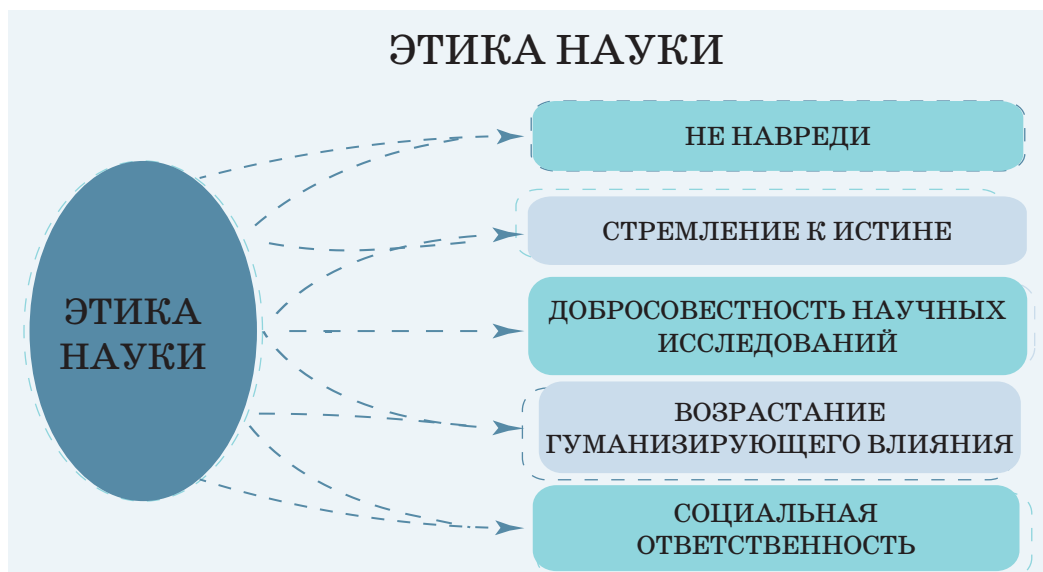 ЭТИКА НАУКИ
ЭТИКА
НАУКИ
НЕ НАВРЕДИ
СТРЕМЛЕНИЕ К ИСТИНЕ
ДОБРОСОВЕСТНОСТЬ НАУЧНЫХ
ИССЛЕДОВАНИЙ
ВОЗРАСТАНИЕ
ГУМАНИЗИРУЮЩЕГО ВЛИЯНИЯ
СОЦИАЛЬНАЯ
ОТВЕТСТВЕННОСТЬ